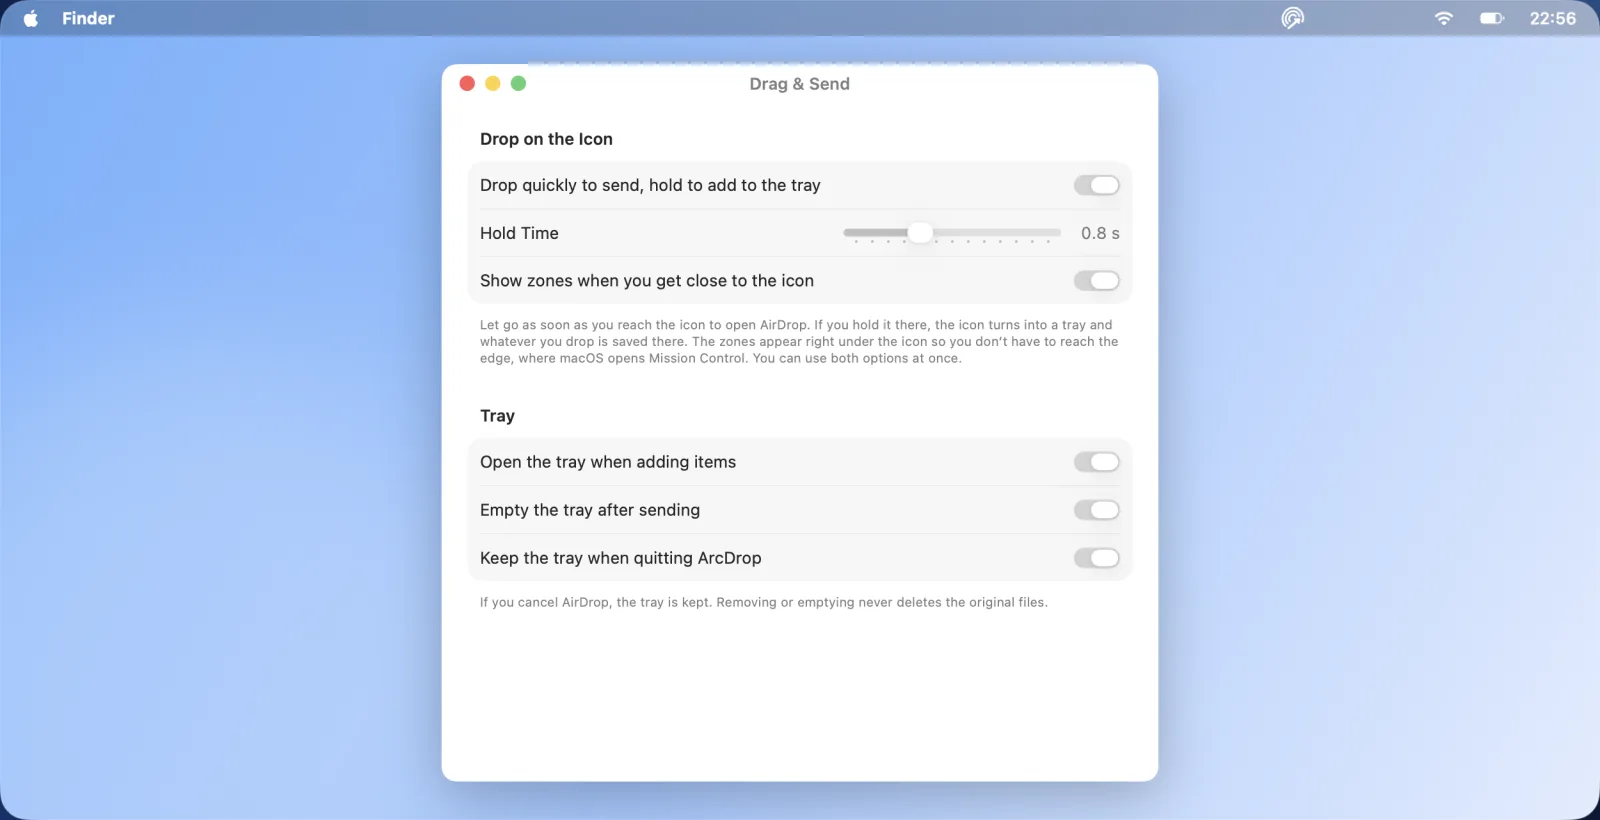 Finder
22:56
Drag & Send
Drop on the Icon
Drop quickly to send, hold to add to the tray
Hold Time
0.8 s
Show zones when you get close to the icon
Let go as soon as you reach the icon to open AirDrop. If you hold it there, the icon turns into a tray and
whatever you drop is saved there. The zones appear right under the icon so you don’t have to reach the
edge, where macOS opens Mission Control. You can use both options at once.
Tray
Open the tray when adding items
Empty the tray after sending
Keep the tray when quitting ArcDrop
If you cancel AirDrop, the tray is kept. Removing or emptying never deletes the original files.